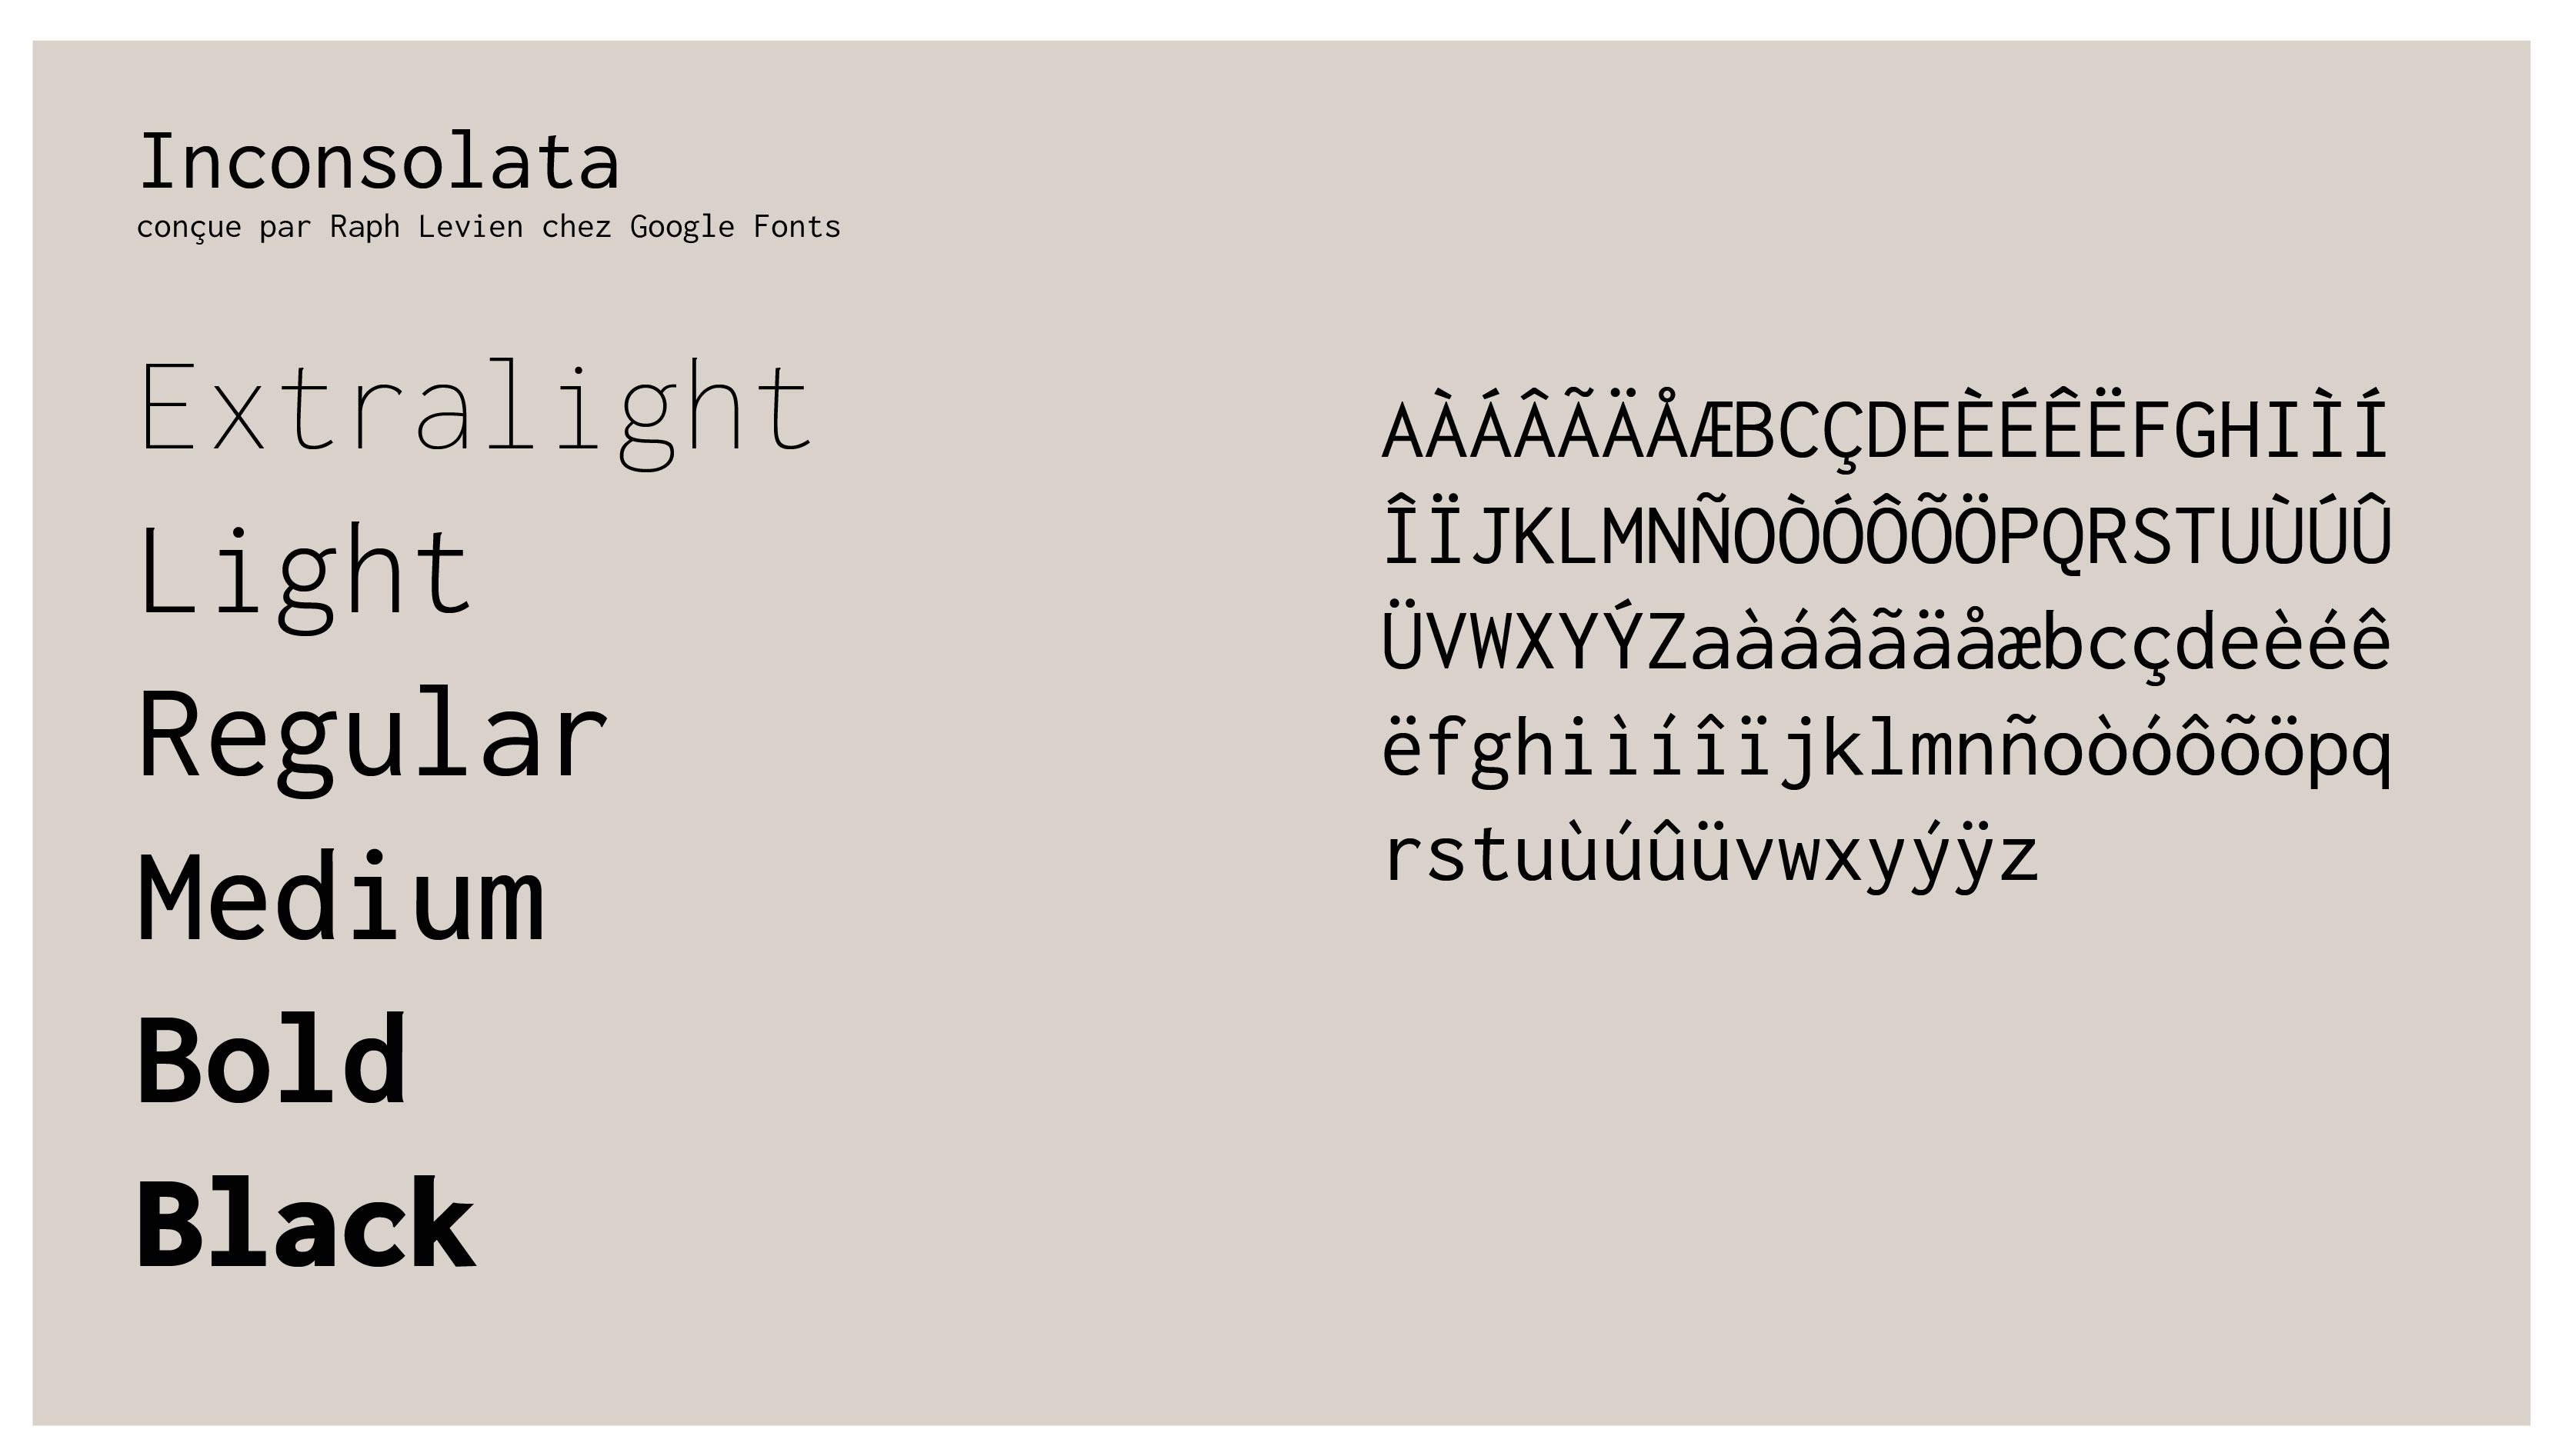 Inconsolata
conçue par Raph Levien chez Google Fonts
Extralight
Light
Regular
Medium
Bold
Black
AÀÁÂÃÄÅÆBCÇDEÈÉÊËFGHIÌÍ
ÎÏJKLMNÑOÒÓÔÕÖPQRSTUÙÚÛ
ÜVWXYÝZaàáâãäåæbcçdeèéê
ëfghiìíîïjklmnñoòóôõöpq
rstuùúûüvwxyýÿz